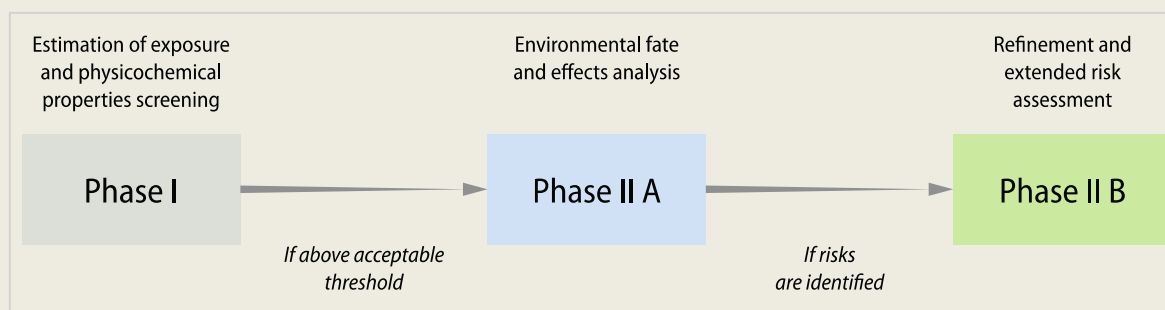 Estimation of exposure
and physicochemical
properties screening
Environmental fate
and effects analysis
Refinement and
extended risk
assessment
Phase I
Phase II A
Phase II B
If above acceptable
threshold
If risks
are identified